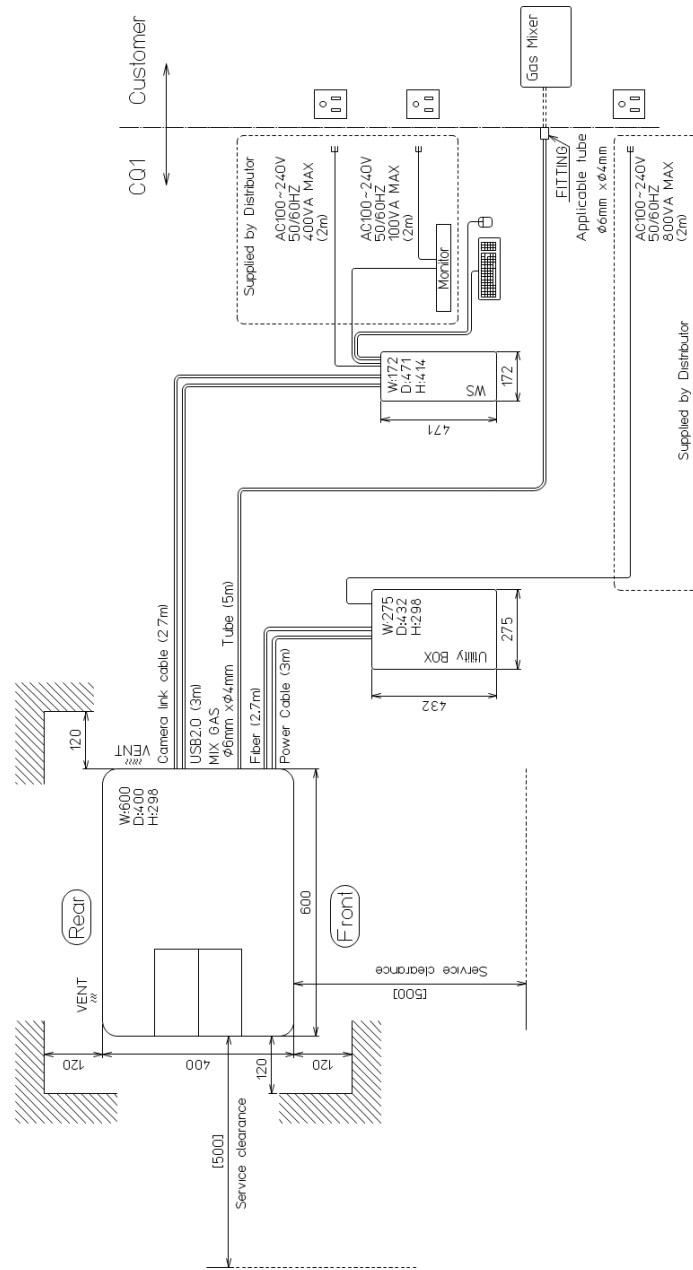 CQ1
Customer
Supplied by Distributor
AC100~240V
50/60HZ
400VA MAX
(2m)
AC100~240V
50/60HZ
100VA MAX
(2m)
Monitor
Gas Mixer
FITTING
Applicable tube
ø6mm xø4mm
AC100~240V
50/60HZ
800VA MAX
(2m)
Supplied by Distributor
W:172
D:471
H:414
WS
471
172
Camera link cable (2.7m)
USB2.0 (3m)
MIX GAS
ø6mm xø4mm Tube (5m)
Fiber (2.7m)
Power Cable (3m)
W:275
D:432
H:298
Utility BOX
432
275
120
VENT
W:600
D:400
H:298
Rear
Front
600
VENT
Service clearance
[500]
120
400
120
120
[500]
Service clearance